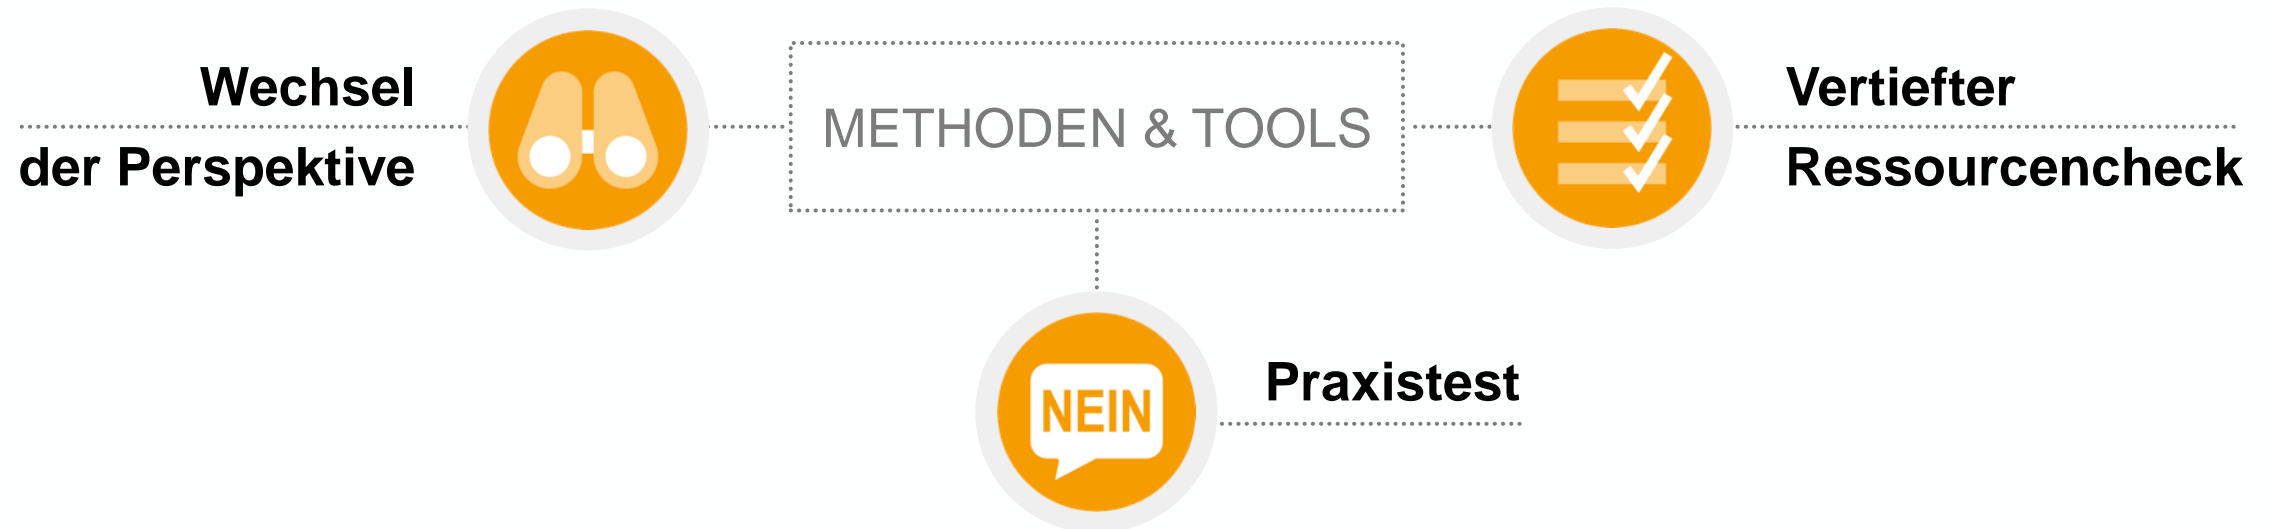 Wechsel
der Perspektive
METHODEN & TOOLS
Vertiefter
Ressourcencheck
NEIN
Praxistest